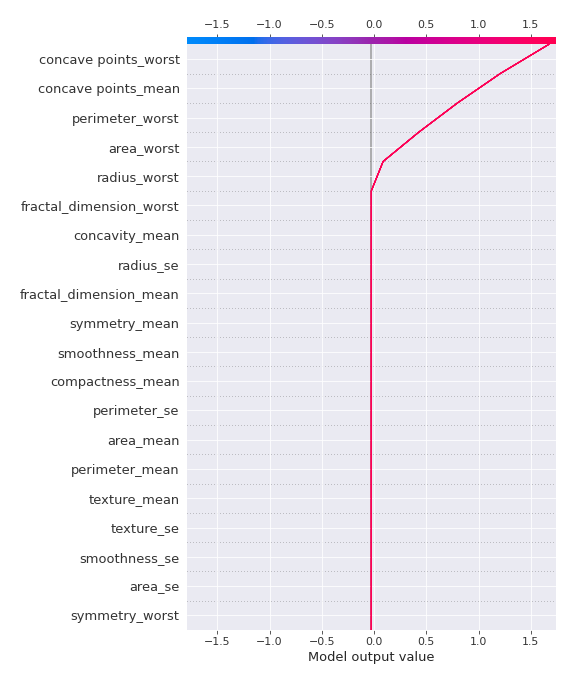 −1.5 −1.0 −0.5 0.0 0.5 1.0 1.5
concave points_worst
concave points_mean
perimeter_worst
area_worst
radius_worst
fractal_dimension_worst
concavity_mean
radius_se
fractal_dimension_mean
symmetry_mean
smoothness_mean
compactness_mean
perimeter_se
area_mean
perimeter_mean
texture_mean
texture_se
smoothness_se
area_se
symmetry_worst
−1.5 −1.0 −0.5 0.0 0.5 1.0 1.5
Model output value